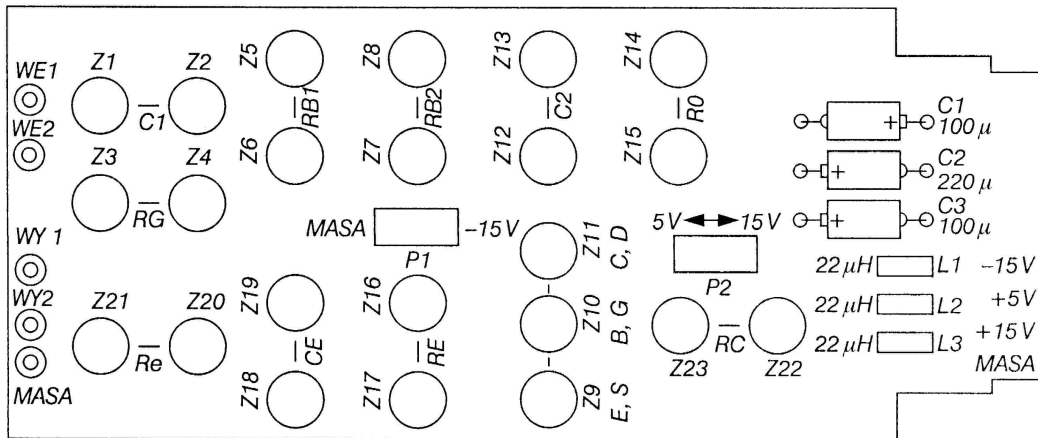 WE1
WE2
WY 1
WY2
MASA
Z1
Z2
C1
Z3
Z4
RG
Z21
Z20
Re
Z5
RB1
Z6
Z8
RB2
Z7
Z13
C2
Z12
Z14
R0
Z15
MASA
-15V
P1
Z19
CE
Z18
Z16
RE
Z17
Z11
C, D
Z10
B, G
Z9
E, S
5V
15V
P2
RC
Z23
Z22
+
C1
100 μ
+
C2
220 μ
+
C3
100 μ
22 μH
L1
-15V
22 μH
L2
+5V
22 μH
L3
+15V
MASA